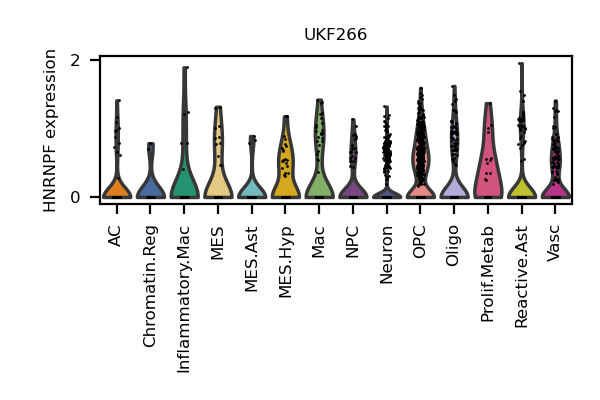 UKF266
HNRNPF expression
2
0
AC
Chromatin.Reg
Inflammatory.Mac
MES
MES.Ast
MES.Hyp
Mac
NPC
Neuron
OPC
Oligo
Prolif.Metab
Reactive.Ast
Vasc